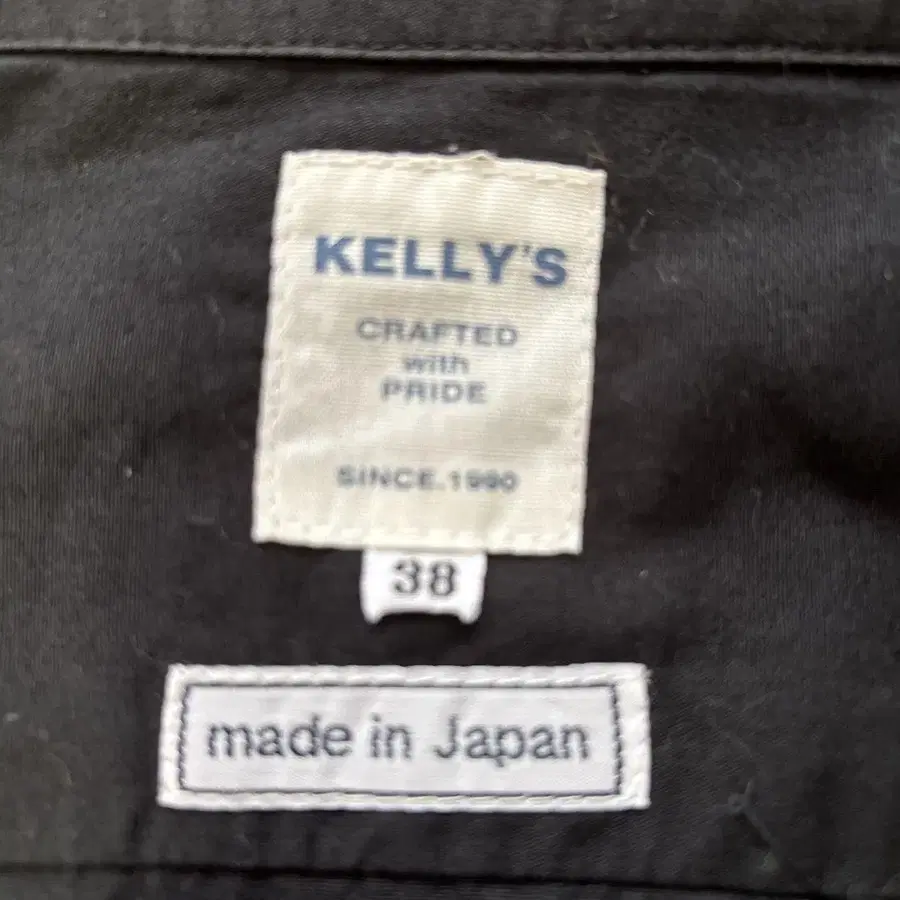 KELLY'S
CRAFTED
with
PRIDE
SINCE.1990
38
made in Japan